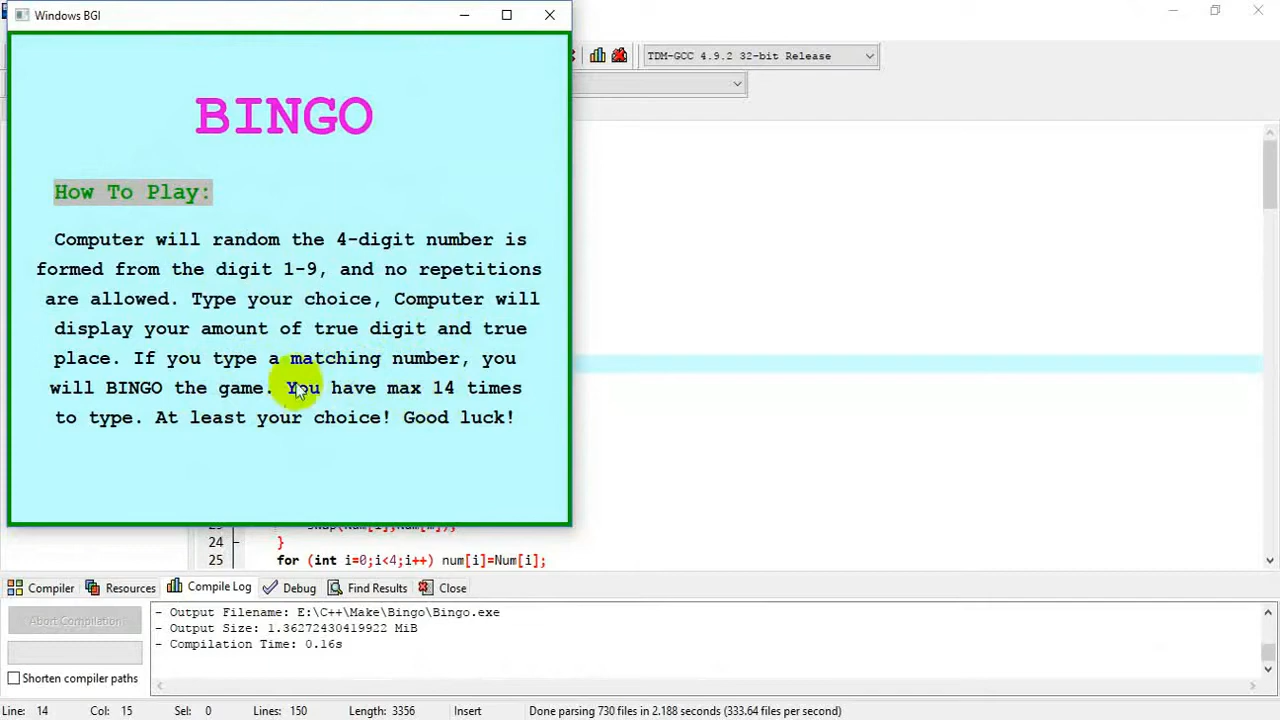 Windows BGI
BINGO
How To Play:
Computer will random the 4-digit number is
formed from the digit 1-9, and no repetitions
are allowed. Type your choice, Computer will
display your amount of true digit and true
place. If you type a matching number, you
will BINGO the game. You have max 14 times
to type. At least your choice! Good luck!
TDM-GCC 4.9.2 32-bit Release
24 }
25 for (int i=0;i<4;i++) num[i]=Num[i];
Compiler Resources Compile Log Debug Find Results Close
Abort Compilation
Shorten compiler paths
- Output Filename: E:\C++\Make\Bingo\Bingo.exe
- Output Size: 1.36272430419922 MiB
- Compilation Time: 0.16s
Line: 14 Col: 15 Sel: 0 Lines: 150 Length: 3356 Insert Done parsing 730 files in 2.188 seconds (333.64 files per second)